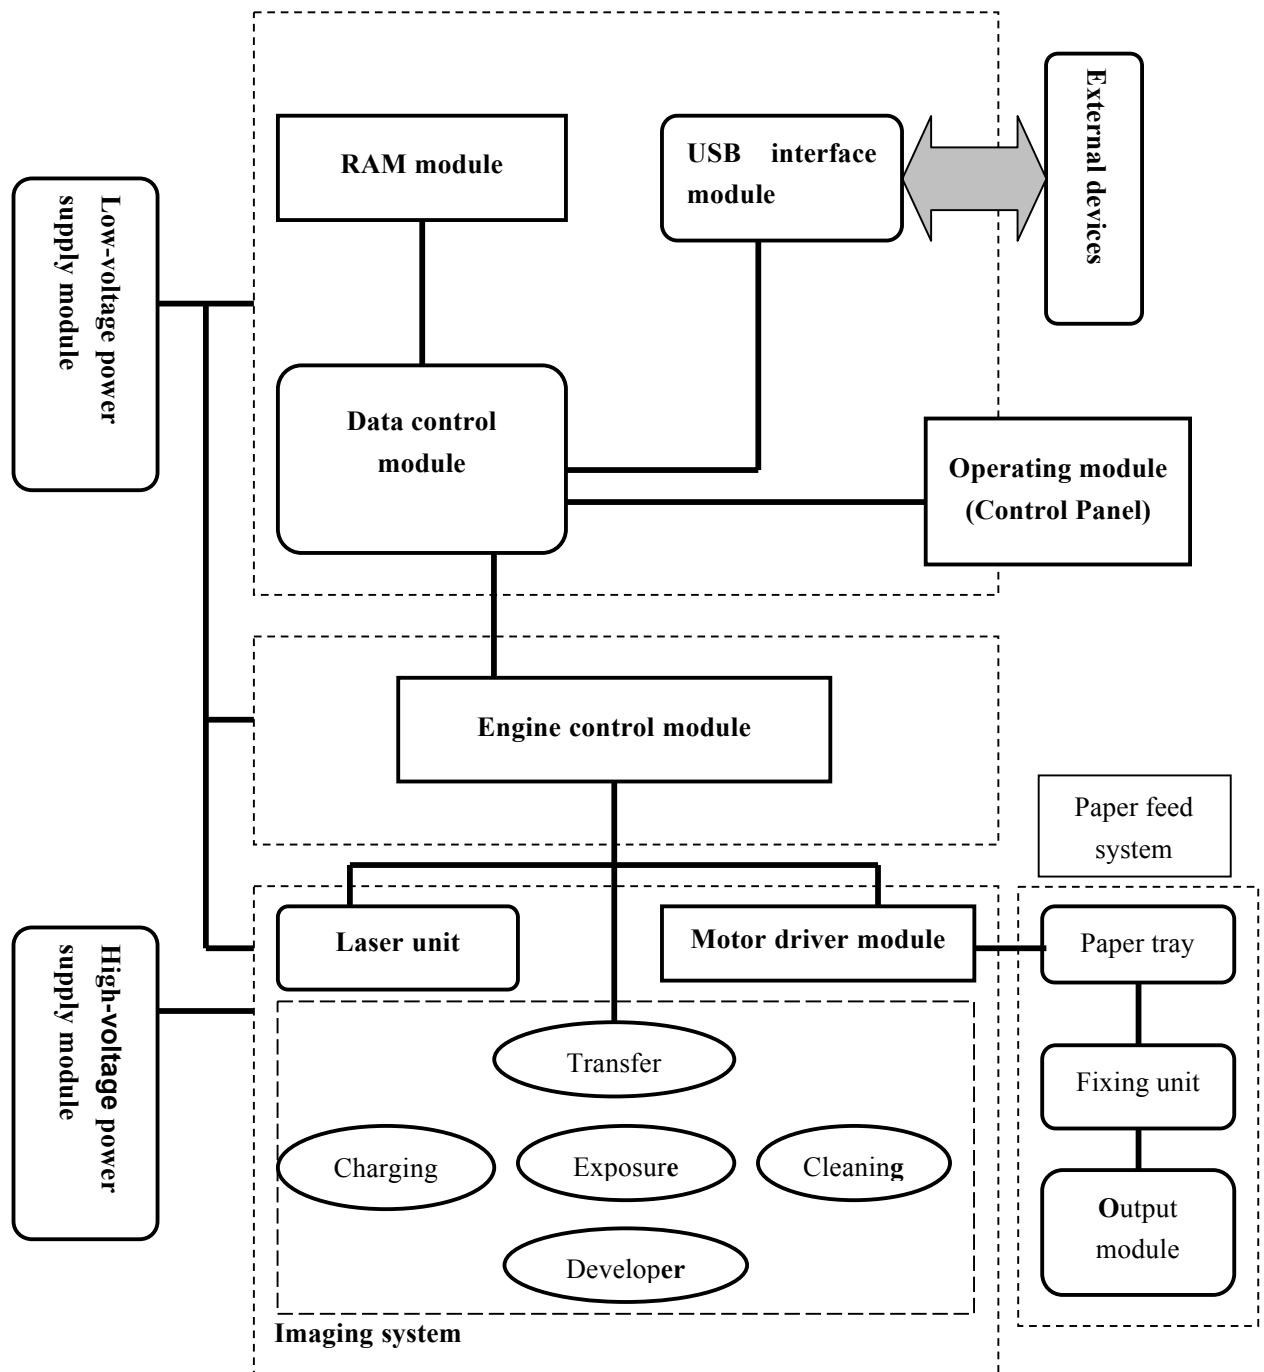 RAM module
USB interface
module
External devices
Low-voltage power
supply module
Data control
module
Operating module
(Control Panel)
Engine control module
Paper feed
system
High-voltage power
supply module
Laser unit
Motor driver module
Paper tray
Transfer
Fixing unit
Charging
Exposure
Cleaning
Output
module
Developer
Imaging system